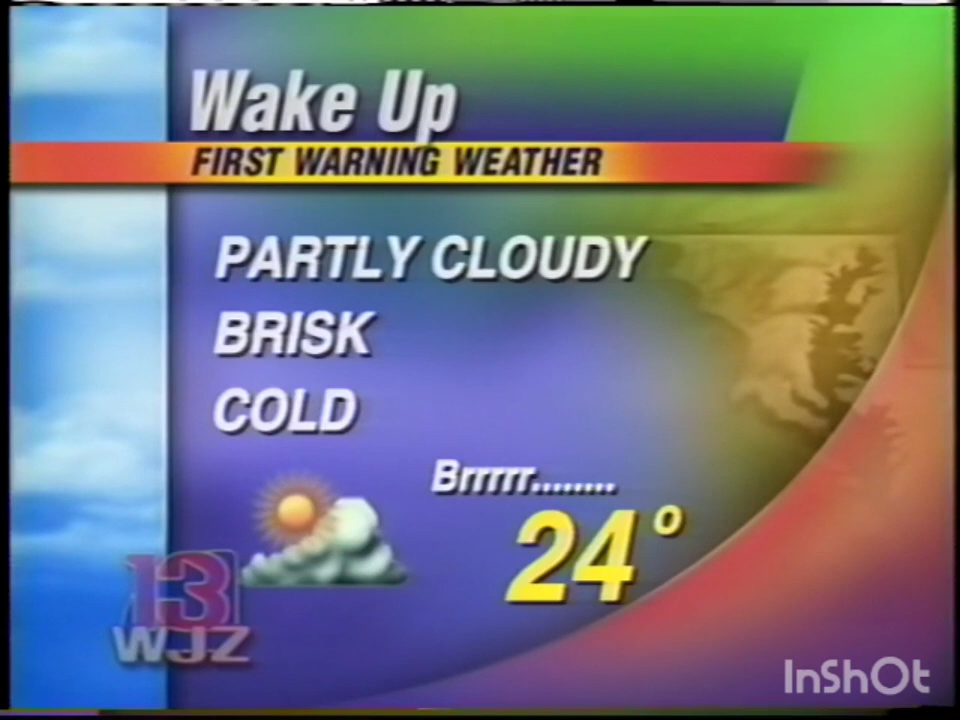 Wake Up
FIRST WARNING WEATHER
PARTLY CLOUDY
BRISK
COLD
Brrrrr........
24°
13
WJZ
InShOt